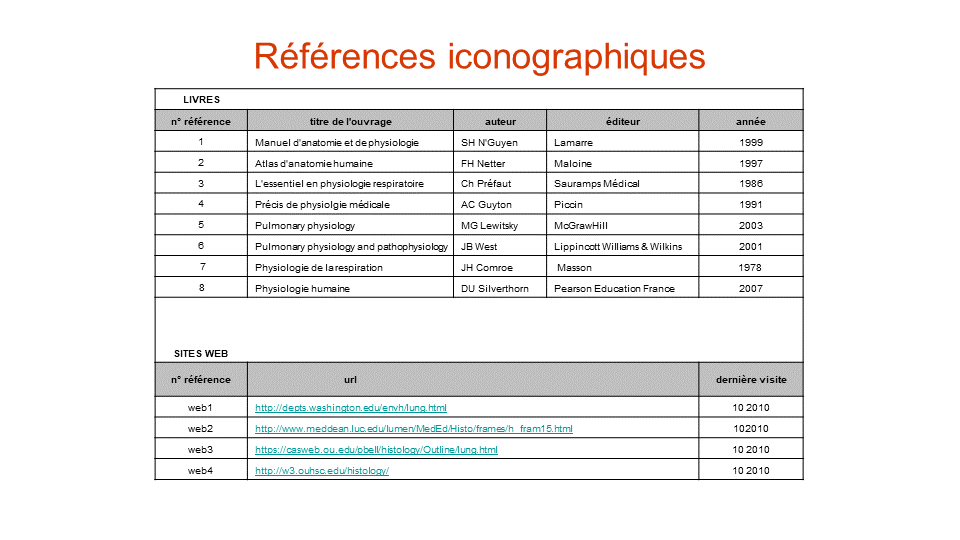 Références iconographiques
LIVRES
n° référence titre de l'ouvrage auteur éditeur année
1 Manuel d'anatomie et de physiologie SH N'Guyen Lamarre 1999
2 Atlas d'anatomie humaine FH Netter Maloine 1997
3 L'essentiel en physiologie respiratoire Ch Préfaut Sauramps Médical 1986
4 Précis de physiolgie médicale AC Guyton Piccin 1991
5 Pulmonary physiology MG Lewitsky McGrawHill 2003
6 Pulmonary physiology and pathophysiology JB West Lippincott Williams & Wilkins 2001
7 Physiologie de la respiration JH Comroe Masson 1978
8 Physiologie humaine DU Silverthorn Pearson Education France 2007
SITES WEB
n° référence url dernière visite
web1 http://depts.washington.edu/envh/lung.html 10 2010
web2 http://www.meddean.luc.edu/lumen/MedEd/Histo/frames/h_fram15.html 102010
web3 https://casweb.ou.edu/pbell/histology/Outline/lung.html 10 2010
web4 http://w3.ouhsc.edu/histology/ 10 2010